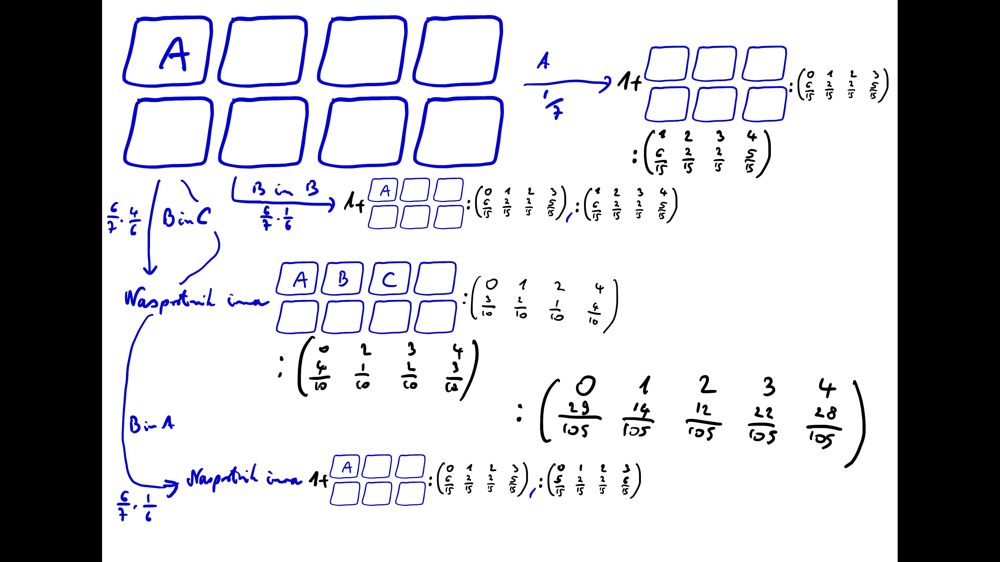 A
A
1/7
1+ : (0 1 2 3
6/15 2/15 2/15 5/15)
: (1 2 3 4
6/15 2/15 2/15 5/15)
B in B
6/7 · 1/6
1+ A : (0 1 2 3
6/15 2/15 2/15 5/15), : (1 2 3 4
6/15 2/15 2/15 5/15)
6/7 · 4/6
B in C
Nasprotnik ima
A B C : (0 1 2 4
3/10 2/10 1/10 4/10)
: (0 2 3 4
4/10 1/10 2/10 3/10)
: (0 1 2 3 4
29/105 14/105 12/105 22/105 28/105)
B in A
6/7 · 1/6
Nasprotnik ima 1+ A : (0 1 2 3
6/15 2/15 2/15 5/15), : (0 1 2 3
5/15 2/15 2/15 6/15)